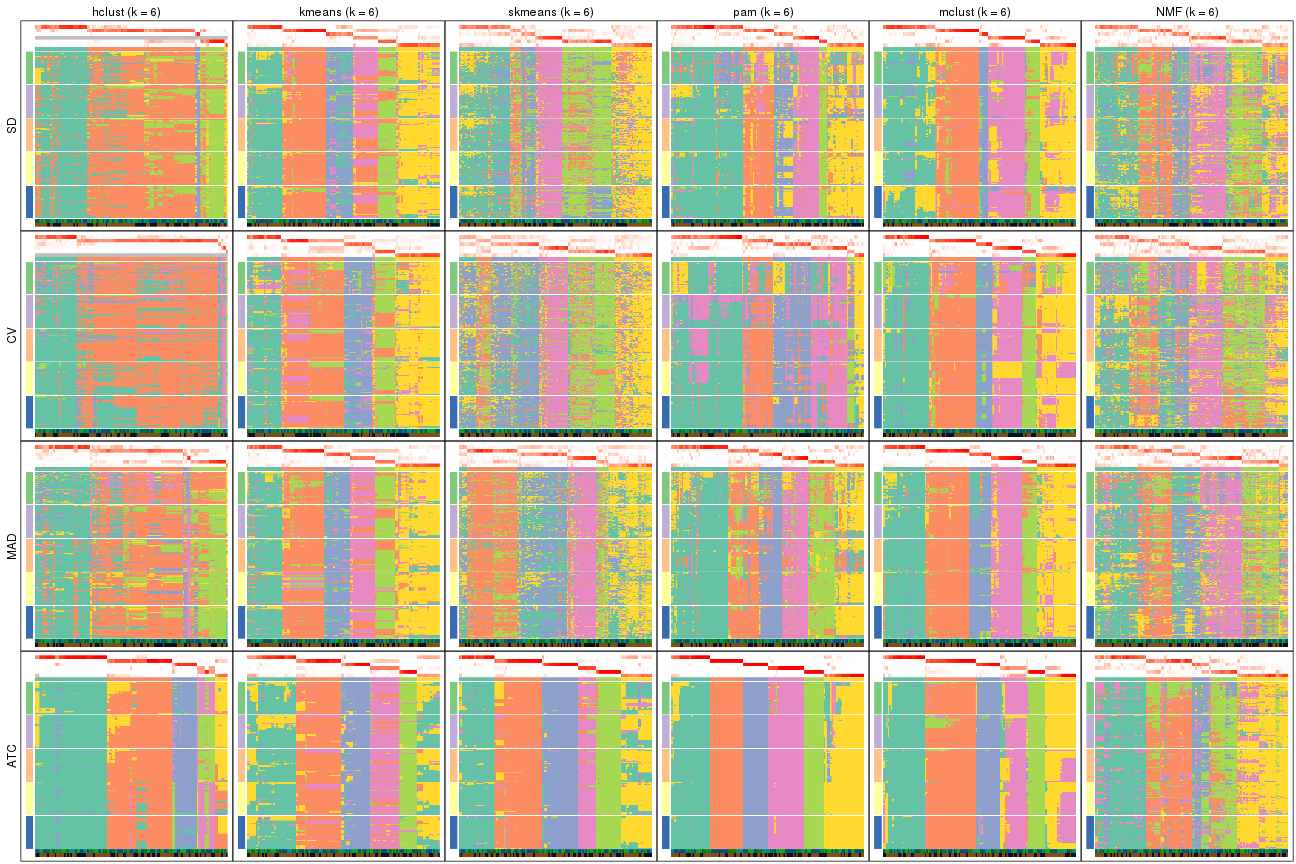 hclust (k = 6)
kmeans (k = 6)
skmeans (k = 6)
pam (k = 6)
mclust (k = 6)
NMF (k = 6)
SD
CV
MAD
ATC